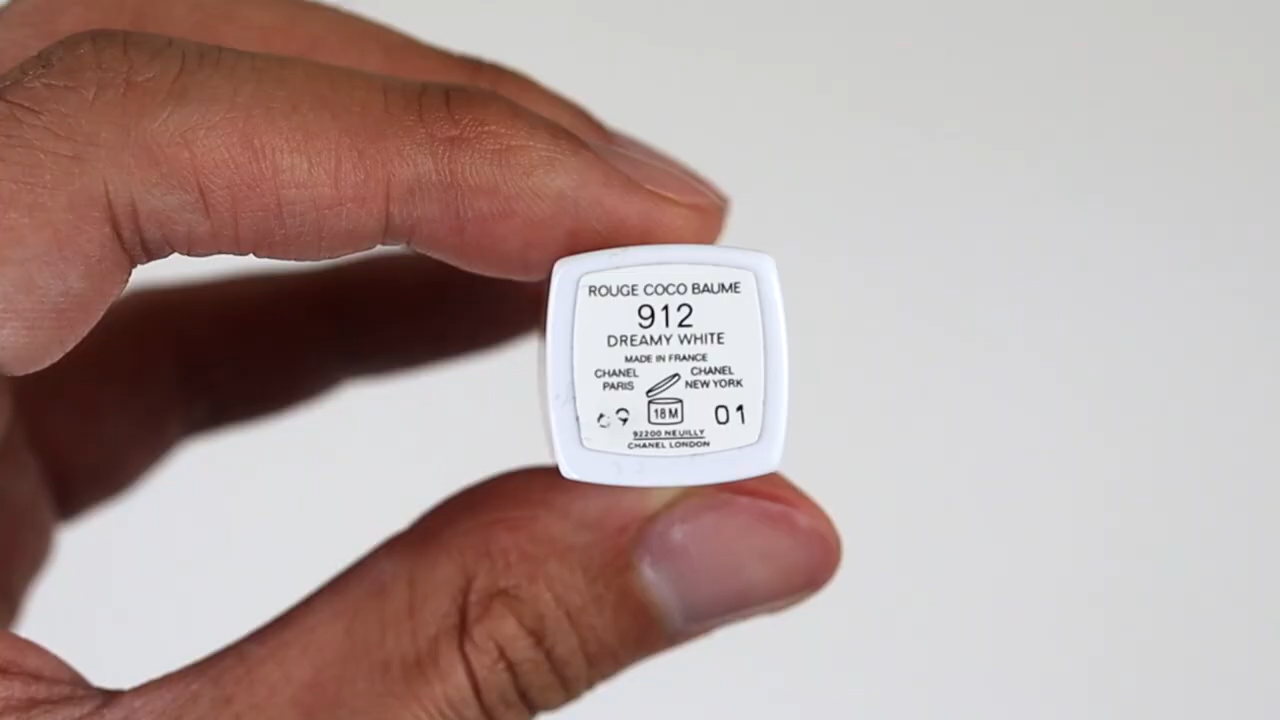 ROUGE COCO BAUME
912
DREAMY WHITE
MADE IN FRANCE
CHANEL PARIS
CHANEL NEW YORK
18 M
01
92200 NEUILLY
CHANEL LONDON